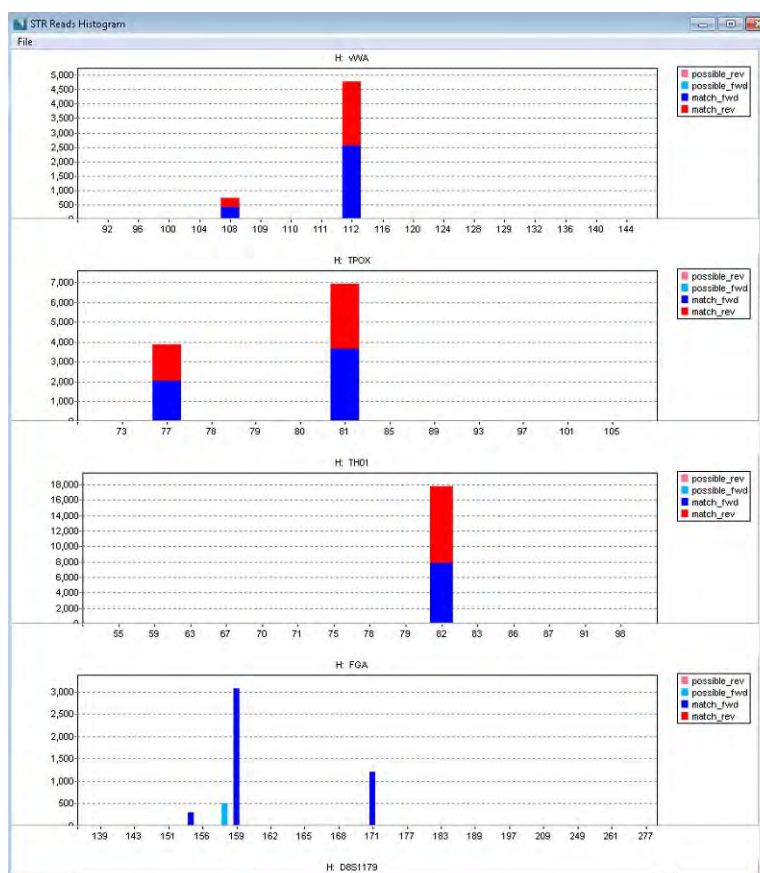 STR Reads Histogram
File
H: vWA
5,000
4,500
4,000
3,500
3,000
2,500
2,000
1,500
1,000
500
0
92 96 100 104 108 109 110 111 112 116 120 124 128 129 132 136 140 144
possible_rev
possible_fwd
match_fwd
match_rev
H: TPOX
7,000
6,000
5,000
4,000
3,000
2,000
1,000
0
73 77 78 79 80 81 85 89 93 97 101 105
possible_rev
possible_fwd
match_fwd
match_rev
H: TH01
18,000
16,000
14,000
12,000
10,000
8,000
6,000
4,000
2,000
0
55 59 63 67 70 71 75 78 79 82 83 86 87 91 98
possible_rev
possible_fwd
match_fwd
match_rev
H: FGA
3,000
2,500
2,000
1,500
1,000
500
0
139 143 151 156 159 162 165 168 171 177 183 189 197 209 249 261 277
possible_rev
possible_fwd
match_fwd
match_rev
H: D8S1179